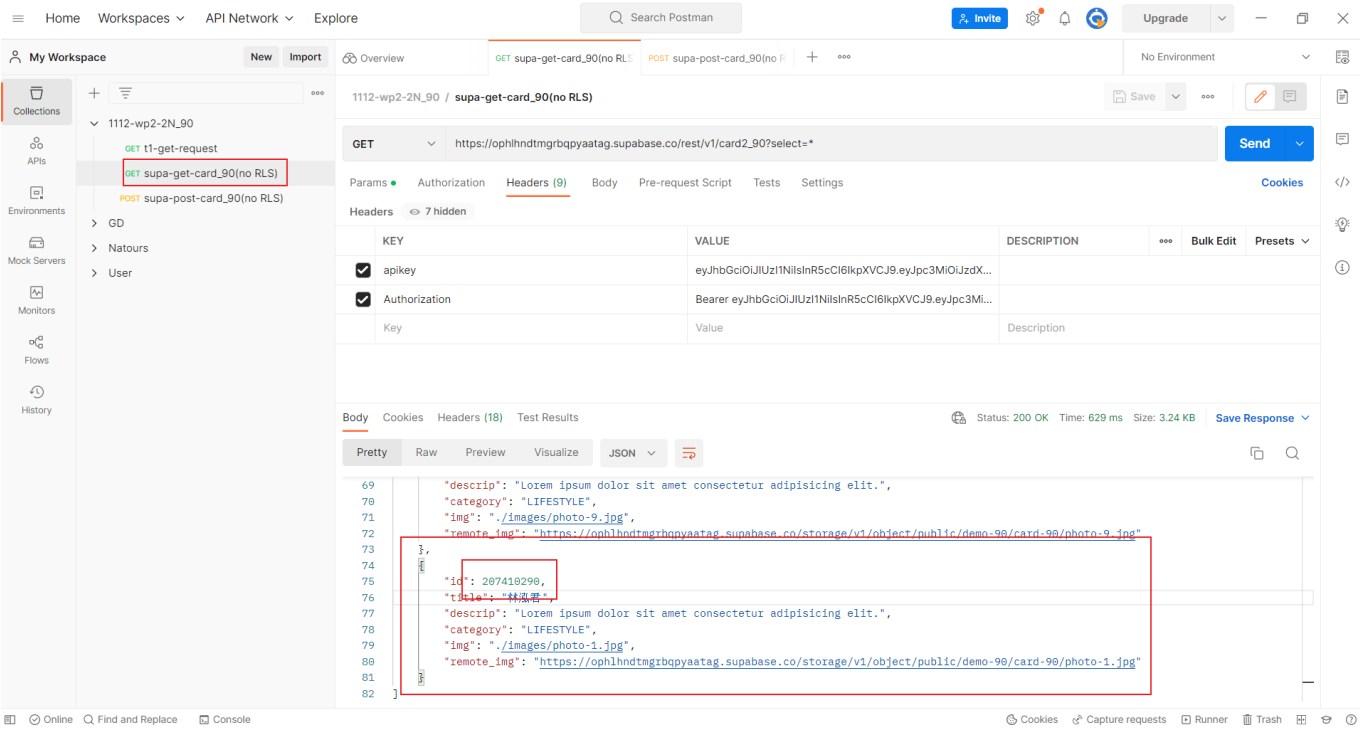 Home Workspaces API Network Explore Search Postman Invite Upgrade
My Workspace New Import Overview GET supa-get-card_90(no RLS POST supa-post-card_90(no F No Environment
Collections
APIs
Environments
Mock Servers
Monitors
Flows
History
1112-wp2-2N_90
GET t1-get-request
GET supa-get-card_90(no RLS)
POST supa-post-card_90(no RLS)
GD
Natours
User
1112-wp2-2N_90 / supa-get-card_90(no RLS) Save
GET https://ophlhndtmgrbqpyaatag.supabase.co/rest/v1/card2_90?select=* Send
Params Authorization Headers (9) Body Pre-request Script Tests Settings Cookies
Headers 7 hidden
KEY VALUE DESCRIPTION Bulk Edit Presets
apikey eyJhbGciOiJIUzI1NiIsInR5cCI6IkpXVCJ9.eyJpc3MiOiJzdX...
Authorization Bearer eyJhbGciOiJIUzI1NiIsInR5cCI6IkpXVCJ9.eyJpc3Mi...
Key Value Description
Body Cookies Headers (18) Test Results Status: 200 OK Time: 629 ms Size: 3.24 KB Save Response
Pretty Raw Preview Visualize JSON
69 "descrip": "Lorem ipsum dolor sit amet consectetur adipisicing elit.",
70 "category": "LIFESTYLE",
71 "img": "./images/photo-9.jpg",
72 "remote_img": "https://ophlhndtmgrbqpyaatag.supabase.co/storage/v1/object/public/demo-90/card-90/photo-9.jpg"
73 },
74 {
75 "id": 207410290,
76 "title": "林泓君",
77 "descrip": "Lorem ipsum dolor sit amet consectetur adipisicing elit.",
78 "category": "LIFESTYLE",
79 "img": "./images/photo-1.jpg",
80 "remote_img": "https://ophlhndtmgrbqpyaatag.supabase.co/storage/v1/object/public/demo-90/card-90/photo-1.jpg"
81 }
82 ]
Online Find and Replace Console Cookies Capture requests Runner Trash